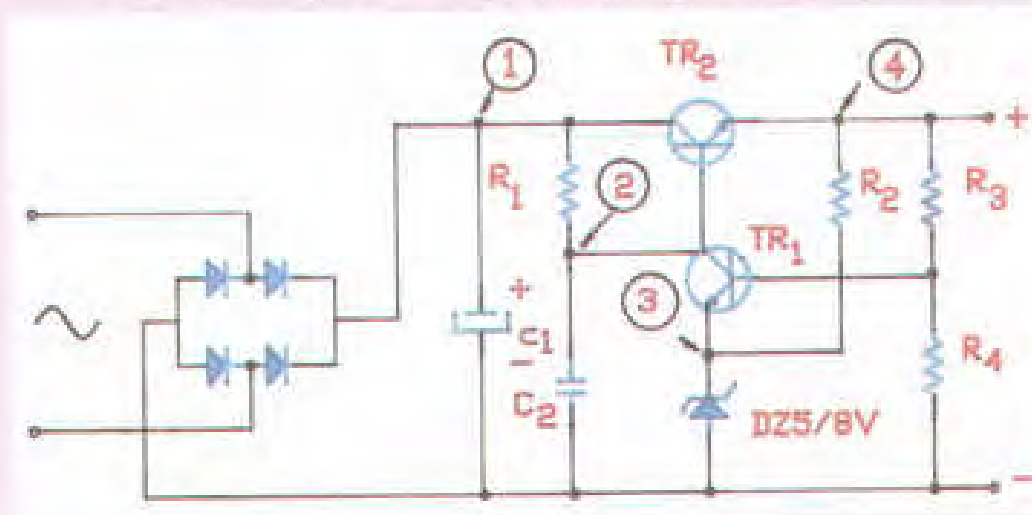 1
TR₂
4
+
R₁
2
R₂
R₃
TR₁
3
+
C₁
-
R₄
C₂
DZ5/8V
-